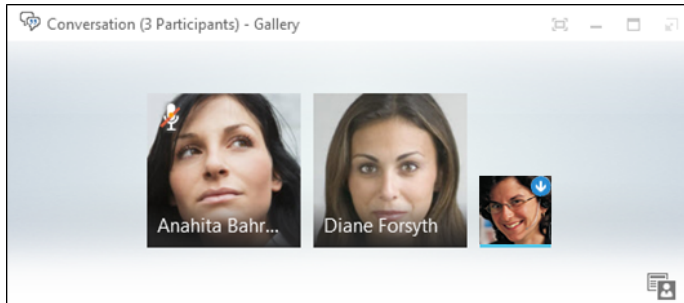 Conversation (3 Participants) - Gallery
Anahita Bahr...
Diane Forsyth